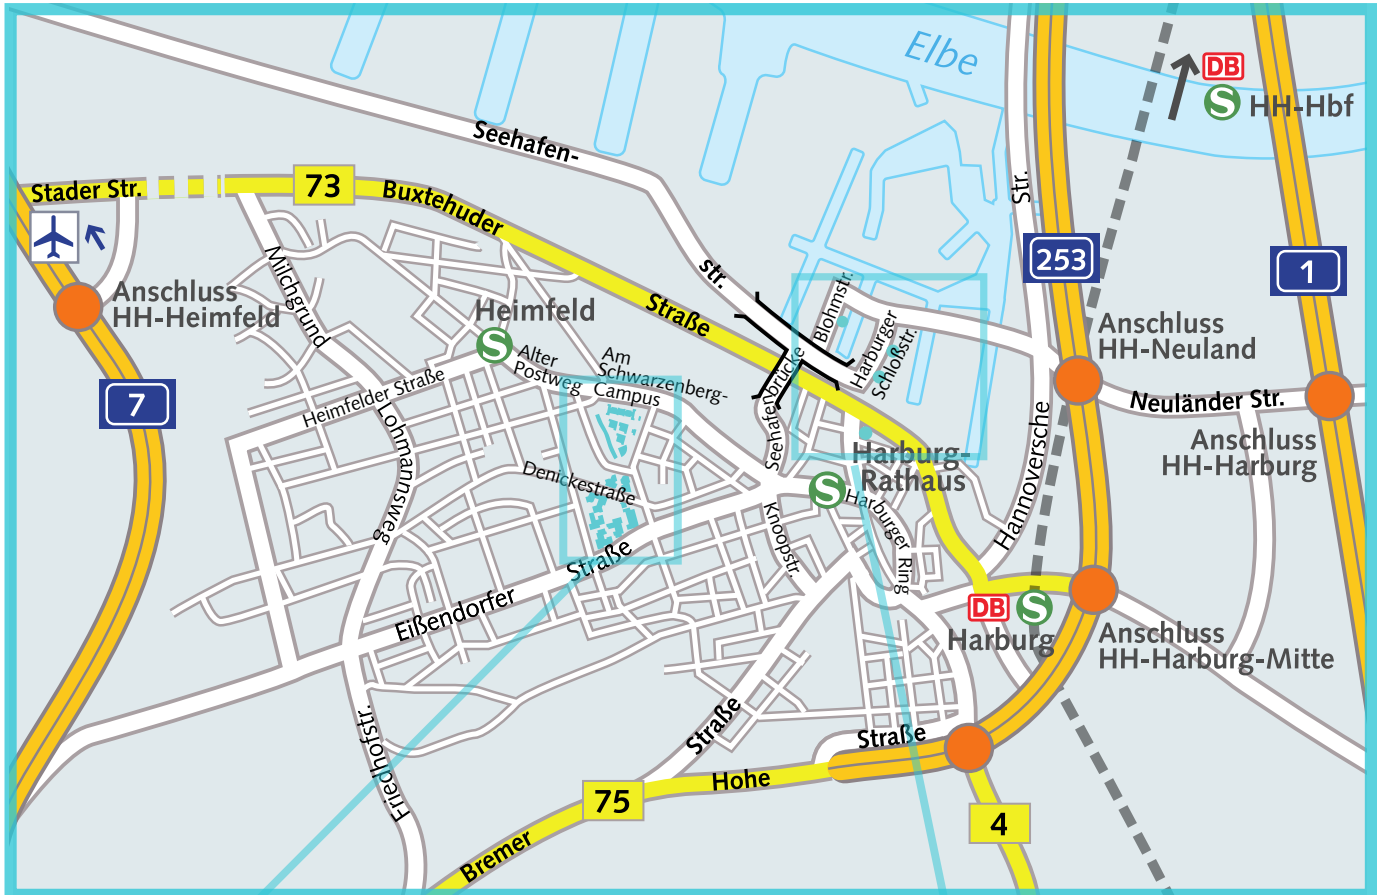 Elbe
DB
S HH-Hbf
Seehafen-
str.
Stader Str.
73
Buxtehuder
Straße
Str.
253
1
Milchgrund
Anschluss
HH-Heimfeld
Heimfeld
S
Alter
Postweg
Am
Schwarzenberg-
Campus
Blohmstr.
Harburger
Schloßstr.
Seehafenbrücke
Anschluss
HH-Neuland
7
Heimfelder Straße
Lohmannsweg
Neuländer Str.
Anschluss
HH-Harburg
Hannoversche
Harburg-
Rathaus
S
Denickestraße
Harburger
Ring
Knoopstr.
Eißendorfer
Straße
DB S
Harburg
Anschluss
HH-Harburg-Mitte
Friedhofstr.
Straße
Straße
Hohe
75
4
Bremer